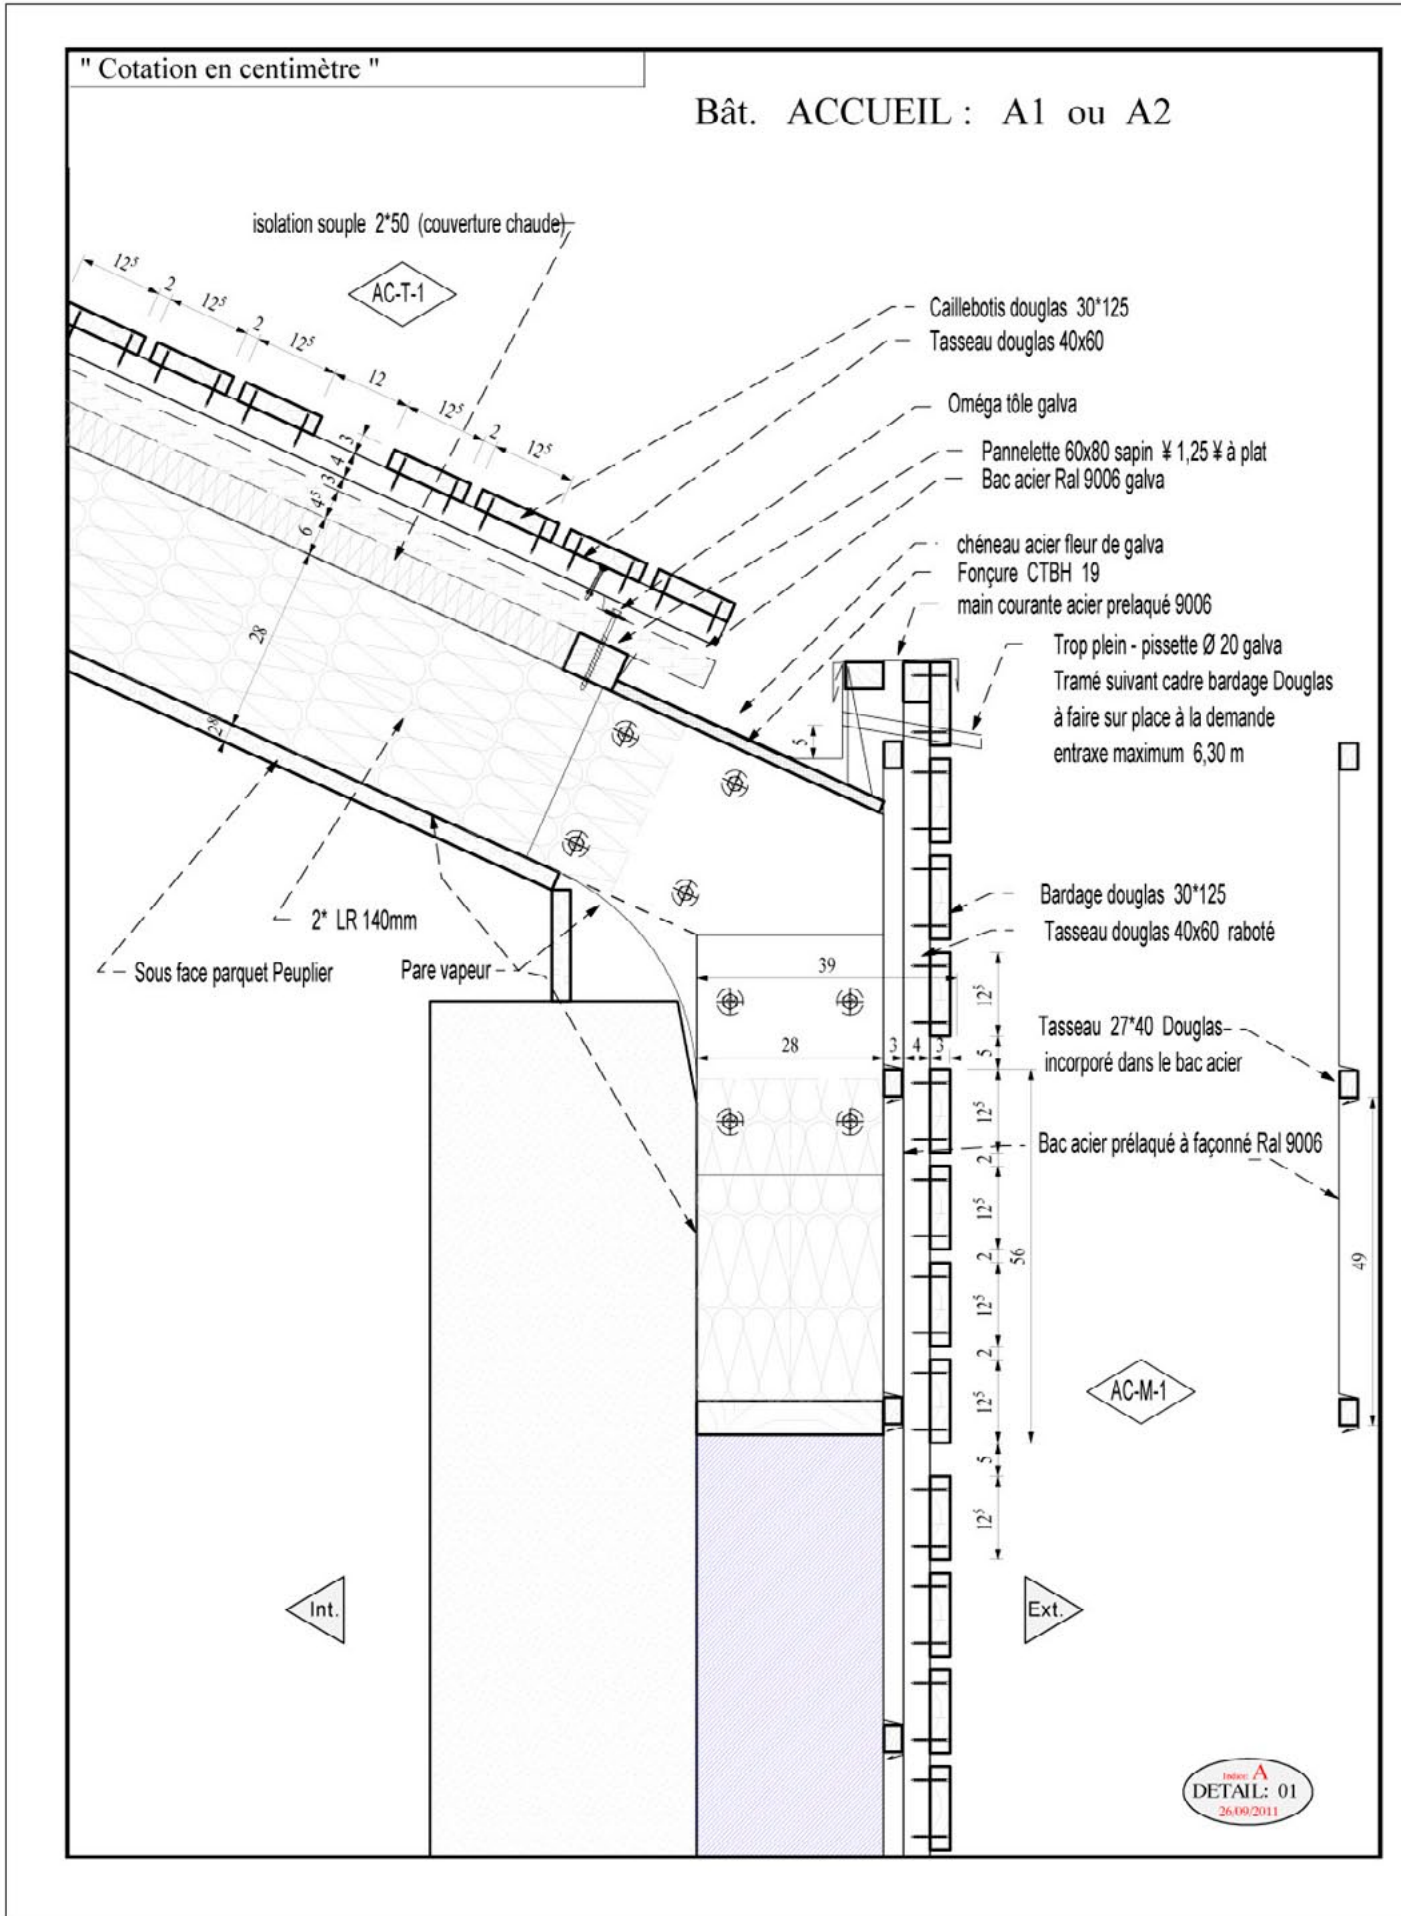 " Cotation en centimètre "
Bât. ACCUEIL : A1 ou A2
isolation souple 2*50 (couverture chaude)
AC-T-1
12⁵
2
12⁵
2
12⁵
12
12⁵
2
12⁵
3
4
3
4⁵
6
28
2⁸
Caillebotis douglas 30*125
Tasseau douglas 40x60
Oméga tôle galva
Pannelette 60x80 sapin ¥ 1,25 ¥ à plat
Bac acier Ral 9006 galva
chéneau acier fleur de galva
Fonçure CTBH 19
main courante acier prelaqué 9006
Trop plein - pissette Ø 20 galva
Tramé suivant cadre bardage Douglas
à faire sur place à la demande
entraxe maximum 6,30 m
5
2* LR 140mm
Sous face parquet Peuplier
Pare vapeur
Bardage douglas 30*125
Tasseau douglas 40x60 raboté
39
28
3
4
3
Tasseau 27*40 Douglas
incorporé dans le bac acier
Bac acier prélaqué à façonné Ral 9006
12⁵
5
12⁵
2
12⁵
2
12⁵
2
12⁵
5
12⁵
56
49
AC-M-1
Int.
Ext.
Indice: A
DETAIL: 01
26/09/2011